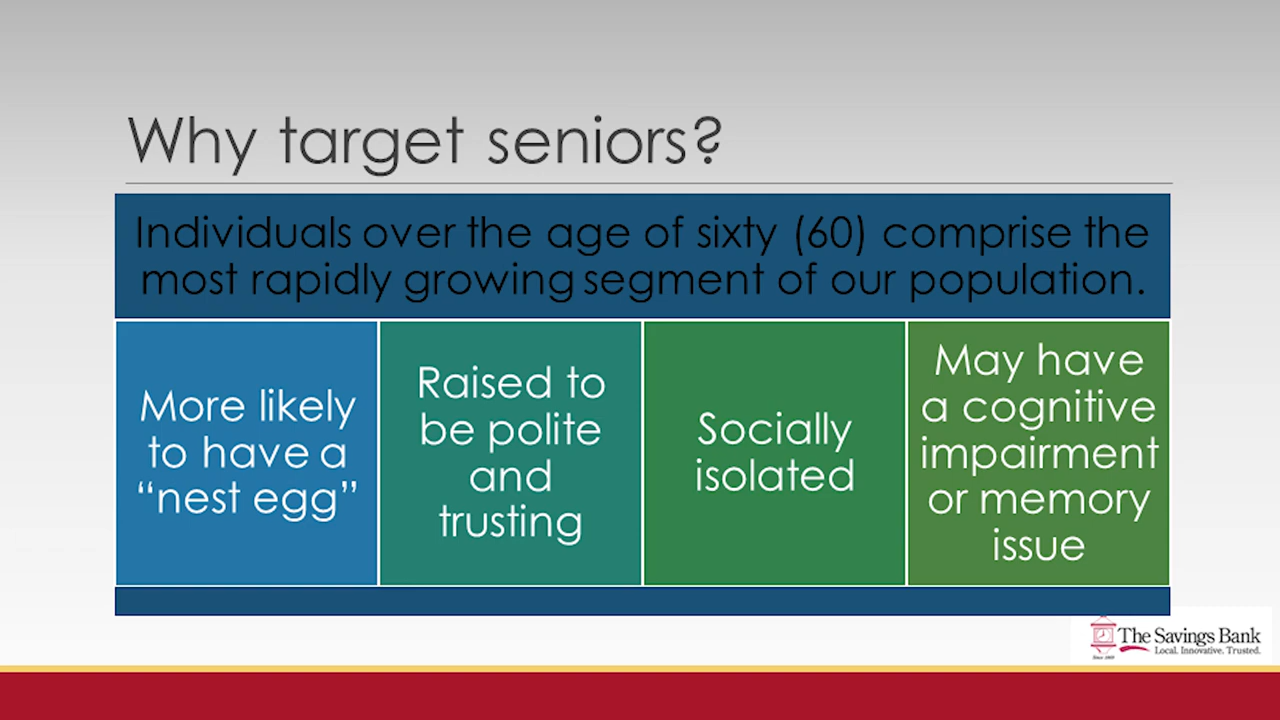 Why target seniors?
Individuals over the age of sixty (60) comprise the
most rapidly growing segment of our population.
More likely
to have a
“nest egg”
Raised to
be polite
and
trusting
Socially
isolated
May have
a cognitive
impairment
or memory
issue
The Savings Bank
Local. Innovative. Trusted.